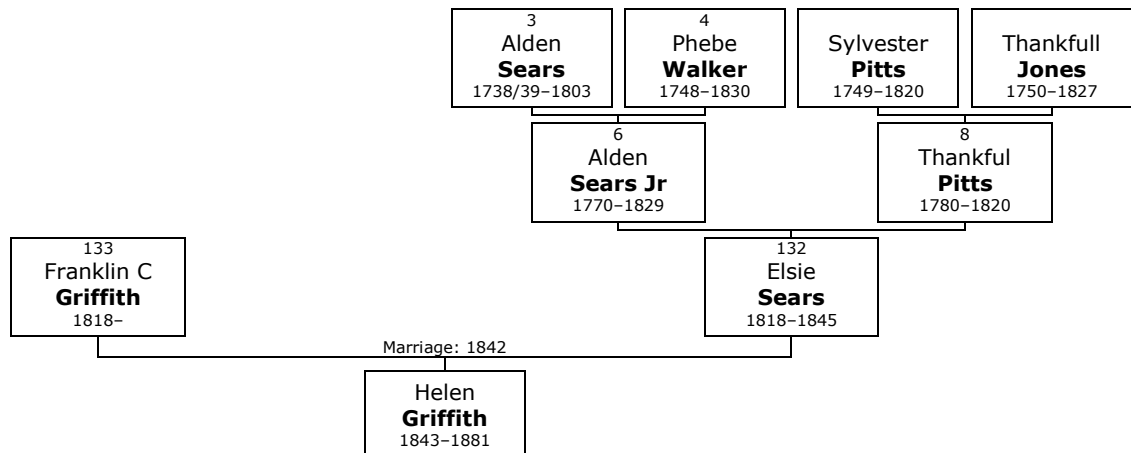 3
Alden
Sears
1738/39–1803
4
Phebe
Walker
1748–1830
Sylvester
Pitts
1749–1820
Thankfull
Jones
1750–1827
6
Alden
Sears Jr
1770–1829
8
Thankful
Pitts
1780–1820
133
Franklin C
Griffith
1818–
132
Elsie
Sears
1818–1845
Marriage: 1842
Helen
Griffith
1843–1881